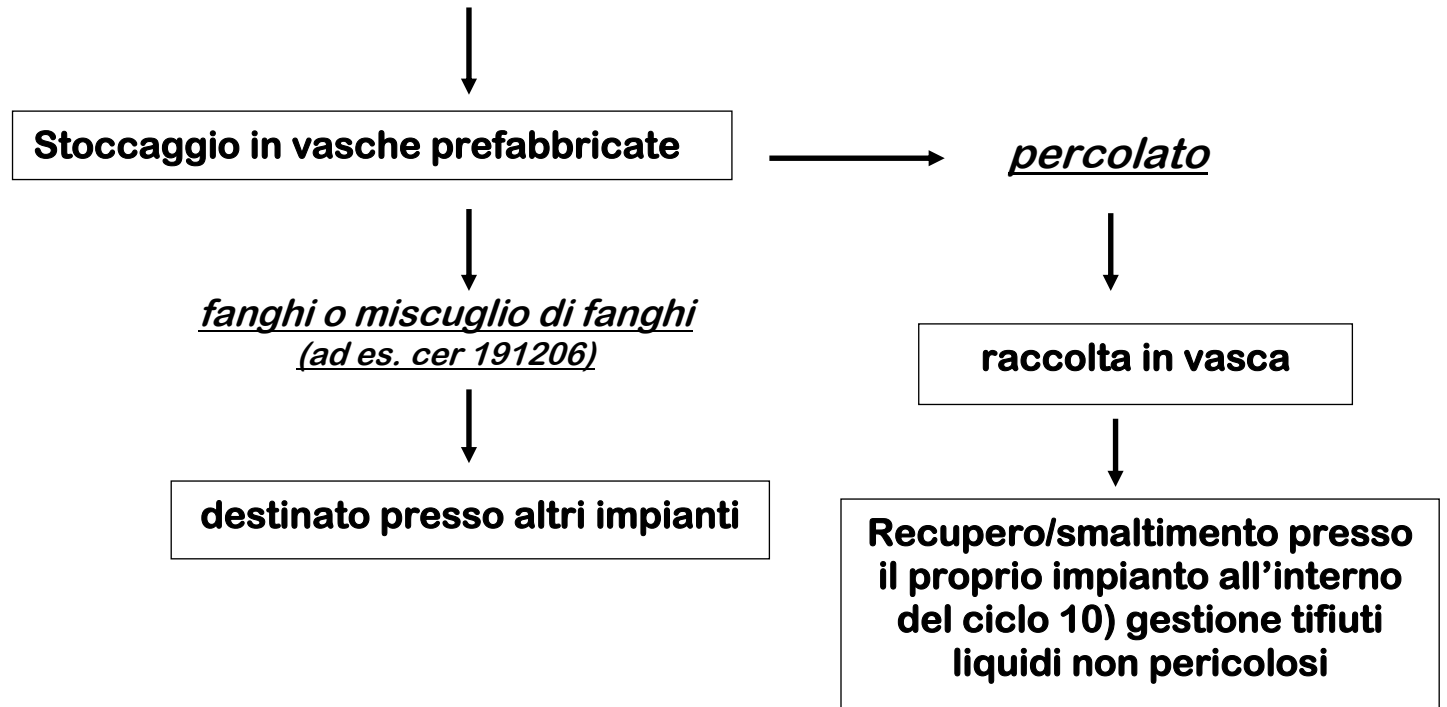 Stoccaggio in vasche prefabbricate
percolato
fanghi o miscuglio di fanghi
(ad es. cer 191206)
raccolta in vasca
destinato presso altri impianti
Recupero/smaltimento presso
il proprio impianto all’interno
del ciclo 10) gestione tifiuti
liquidi non pericolosi